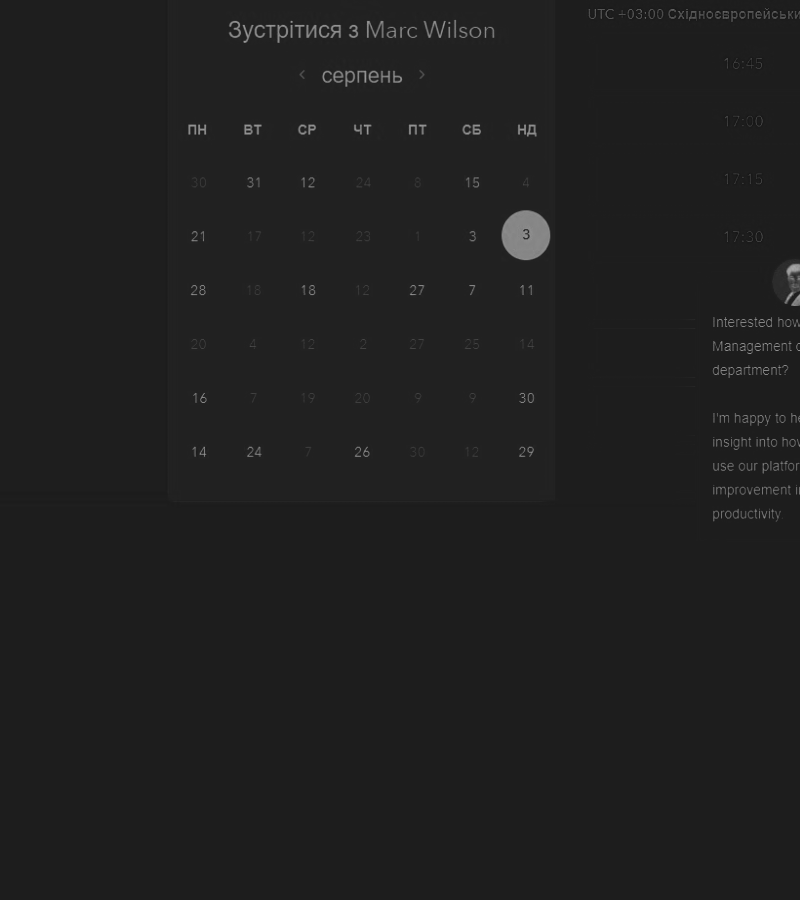 Зустрітися з Marc Wilson
< серпень >
ПН ВТ СР ЧТ ПТ СБ НД
30 31 12 24 8 15 4
21 17 12 23 1 3 3
28 18 18 12 27 7 11
20 4 12 2 27 25 14
16 7 19 20 9 9 30
14 24 7 26 30 12 29
UTC +03:00 Східноєвропейськи
16:45
17:00
17:15
17:30
Interested how
Management
department?
I'm happy to he
insight into how
use our platfor
improvement i
productivity.